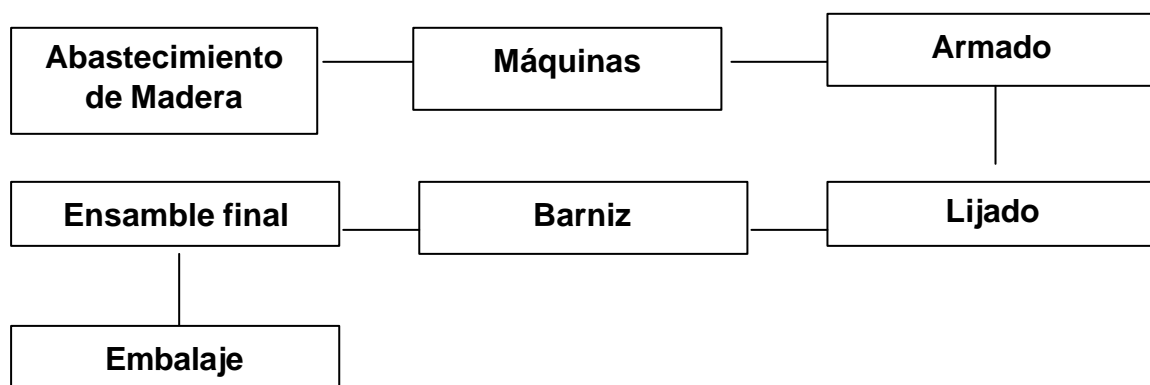 Abastecimiento
de Madera
Máquinas
Armado
Ensamble final
Barniz
Lijado
Embalaje